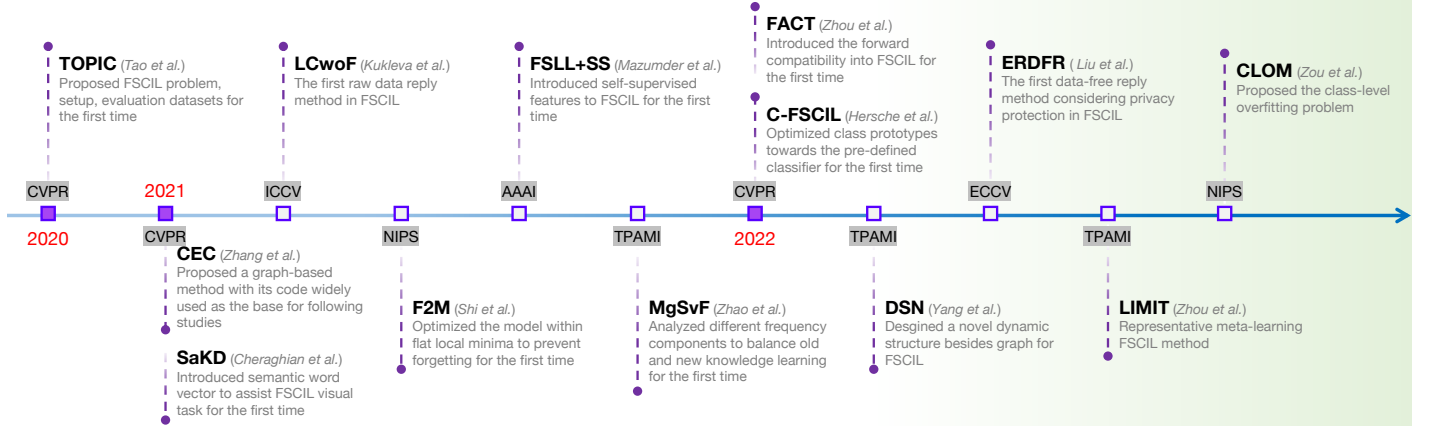 TOPIC (Tao et al.)
Proposed FSCIL problem,
setup, evaluation datasets for
the first time
LCwoF (Kukleva et al.)
The first raw data reply
method in FSCIL
FSLL+SS (Mazumder et al.)
Introduced self-supervised
features to FSCIL for the first
time
FACT (Zhou et al.)
Introduced the forward
compatibility into FSCIL for
the first time
C-FSCIL (Hersche et al.)
Optimized class prototypes
towards the pre-defined
classifier for the first time
ERDFR ( Liu et al.)
The first data-free reply
method considering privacy
protection in FSCIL
CLOM (Zou et al.)
Proposed the class-level
overfitting problem
CVPR
2021
ICCV
AAAI
CVPR
ECCV
NIPS
2020
CVPR
NIPS
TPAMI
2022
TPAMI
TPAMI
CEC (Zhang et al.)
Proposed a graph-based
method with its code widely
used as the base for following
studies
SaKD (Cheraghian et al.)
Introduced semantic word
vector to assist FSCIL visual
task for the first time
F2M (Shi et al.)
Optimized the model within
flat local minima to prevent
forgetting for the first time
MgSvF (Zhao et al.)
Analyzed different frequency
components to balance old
and new knowledge learning
for the first time
DSN (Yang et al.)
Desgined a novel dynamic
structure besides graph for
FSCIL
LIMIT (Zhou et al.)
Representative meta-learning
FSCIL method